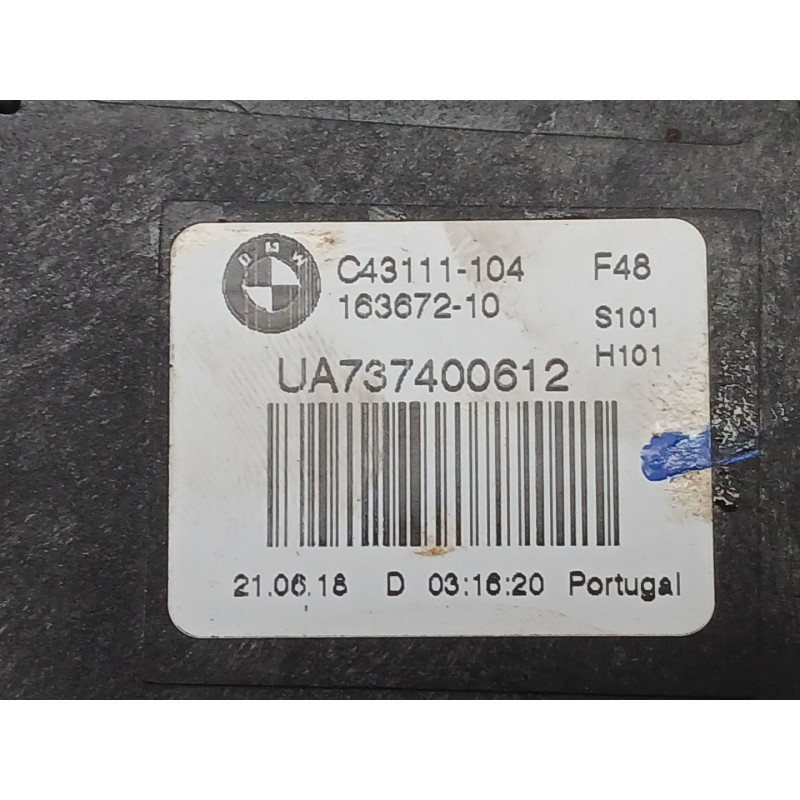 BMW
C43111-104 F48
163672-10 S101
H101
UA737400612
21.06.18 D 03:16:20 Portugal